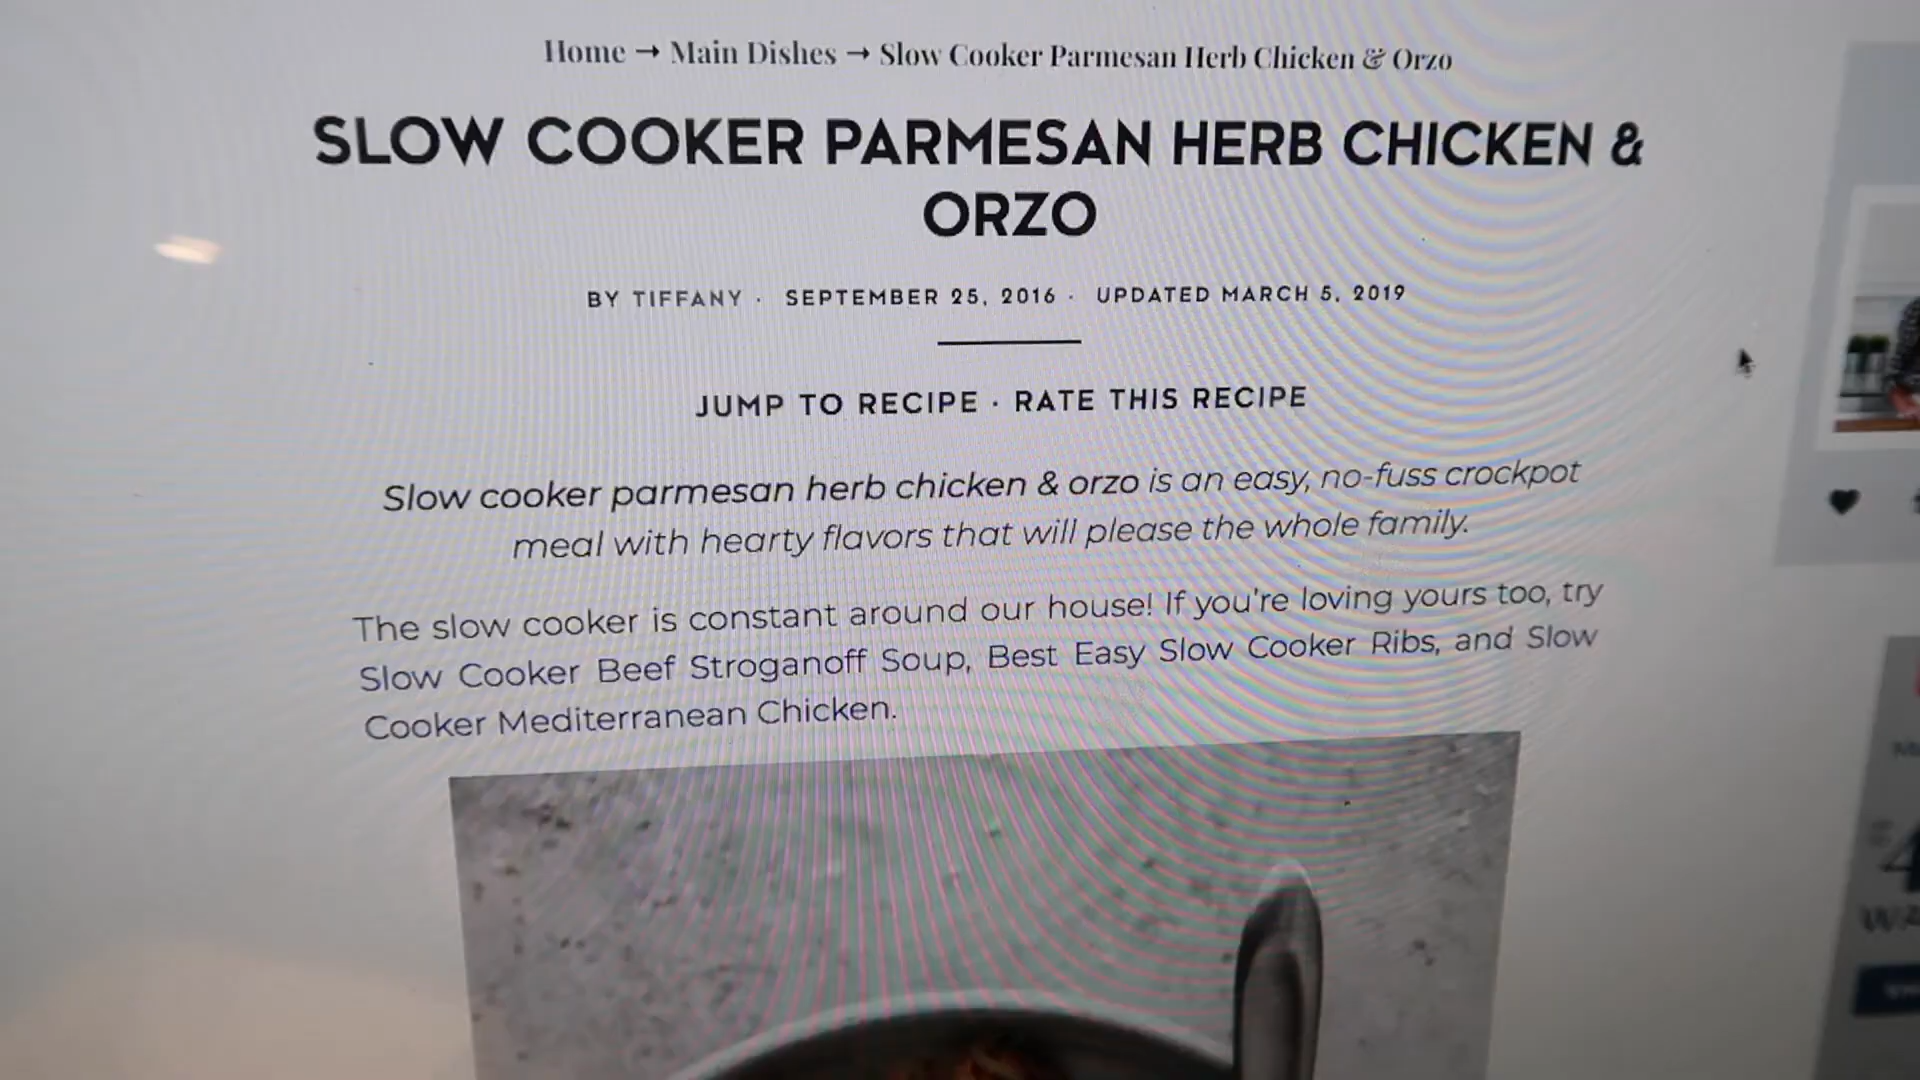 Home → Main Dishes → Slow Cooker Parmesan Herb Chicken & Orzo
SLOW COOKER PARMESAN HERB CHICKEN &
ORZO
BY TIFFANY · SEPTEMBER 25, 2016 · UPDATED MARCH 5, 2019
JUMP TO RECIPE · RATE THIS RECIPE
Slow cooker parmesan herb chicken & orzo is an easy, no-fuss crockpot
meal with hearty flavors that will please the whole family.
The slow cooker is constant around our house! If you're loving yours too, try
Slow Cooker Beef Stroganoff Soup, Best Easy Slow Cooker Ribs, and Slow
Cooker Mediterranean Chicken.